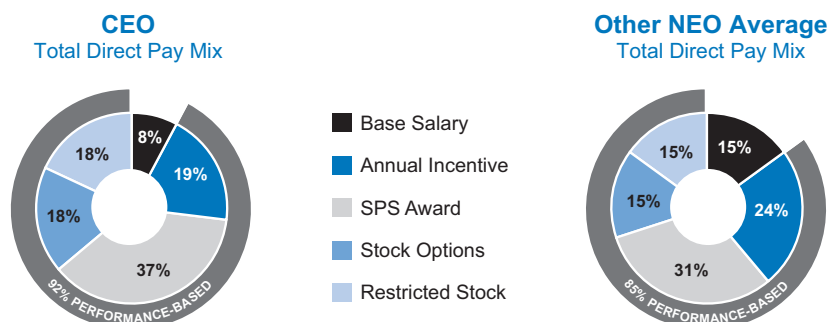 CEO
Total Direct Pay Mix
8%
19%
37%
18%
18%
92% PERFORMANCE-BASED
Base Salary
Annual Incentive
SPS Award
Stock Options
Restricted Stock
Other NEO Average
Total Direct Pay Mix
15%
24%
31%
15%
15%
85% PERFORMANCE-BASED